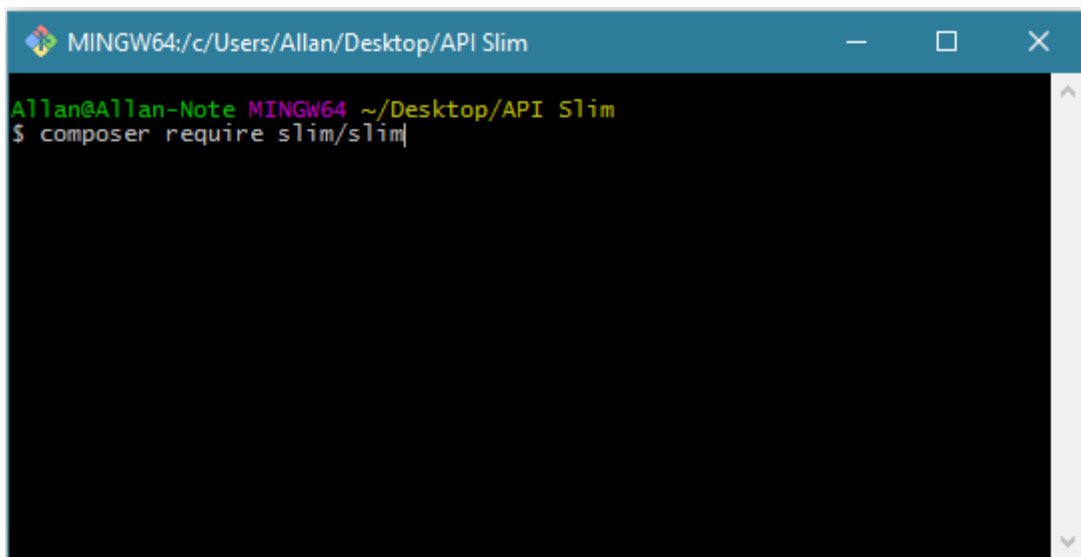 MINGW64:/c/Users/Allan/Desktop/API Slim
Allan@Allan-Note MINGW64 ~/Desktop/API Slim
$ composer require slim/slim